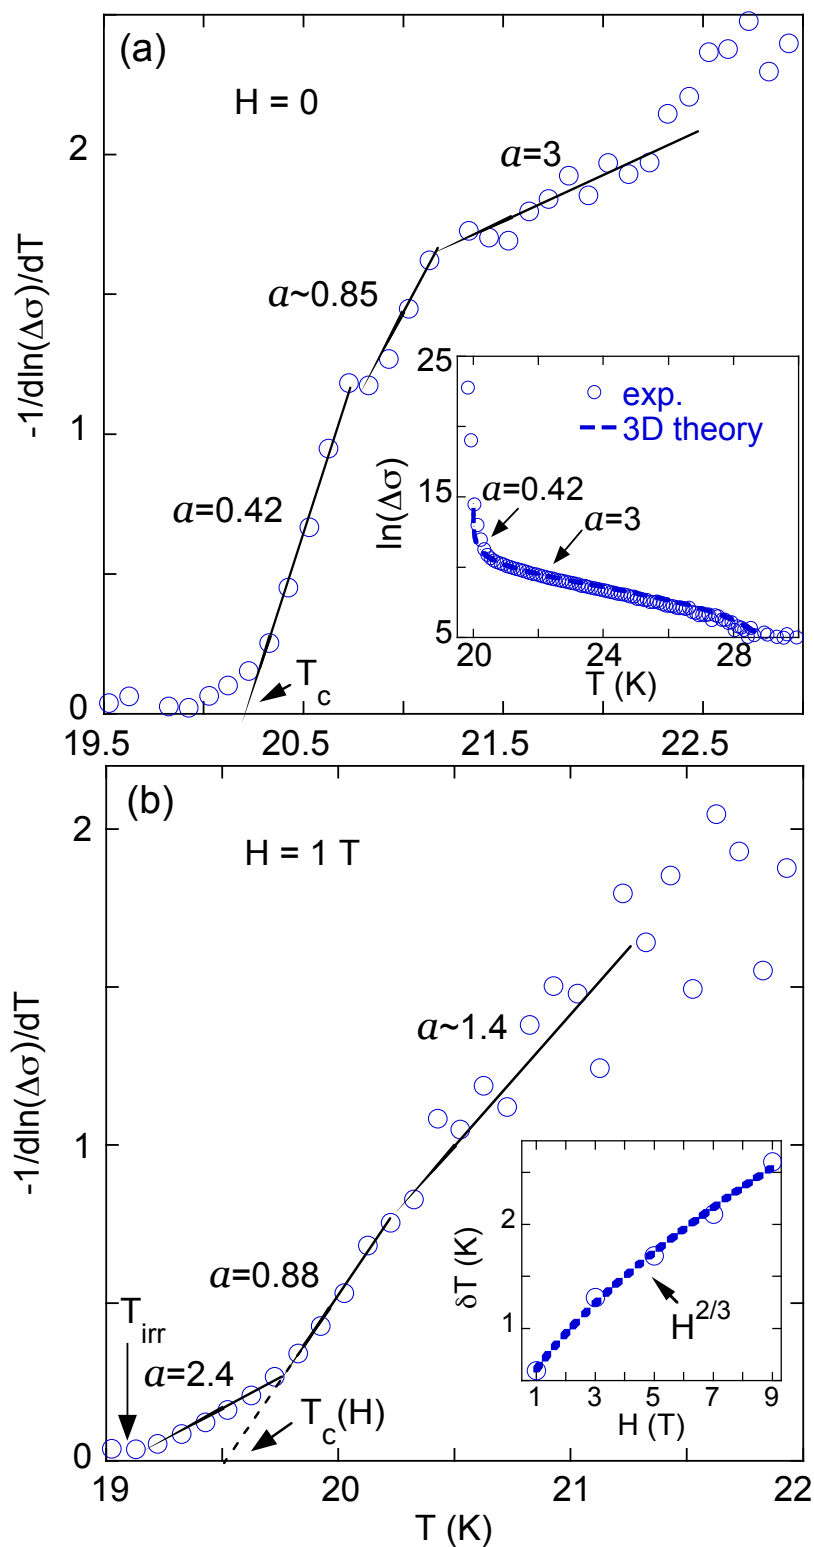 (a)
H = 0
a=3
a~0.85
a=0.42
T_c
-1/dln(Δσ)/dT
2
1
0
19.5 20.5 21.5 22.5
25
15
5
ln(Δσ)
exp.
3D theory
a=0.42
a=3
20 24 28
T (K)
(b)
H = 1 T
a~1.4
a=0.88
a=2.4
T_irr
T_c(H)
-1/dln(Δσ)/dT
2
1
0
δT (K)
2
1
H^2/3
1 3 5 7 9
H (T)
19 20 21 22
T (K)